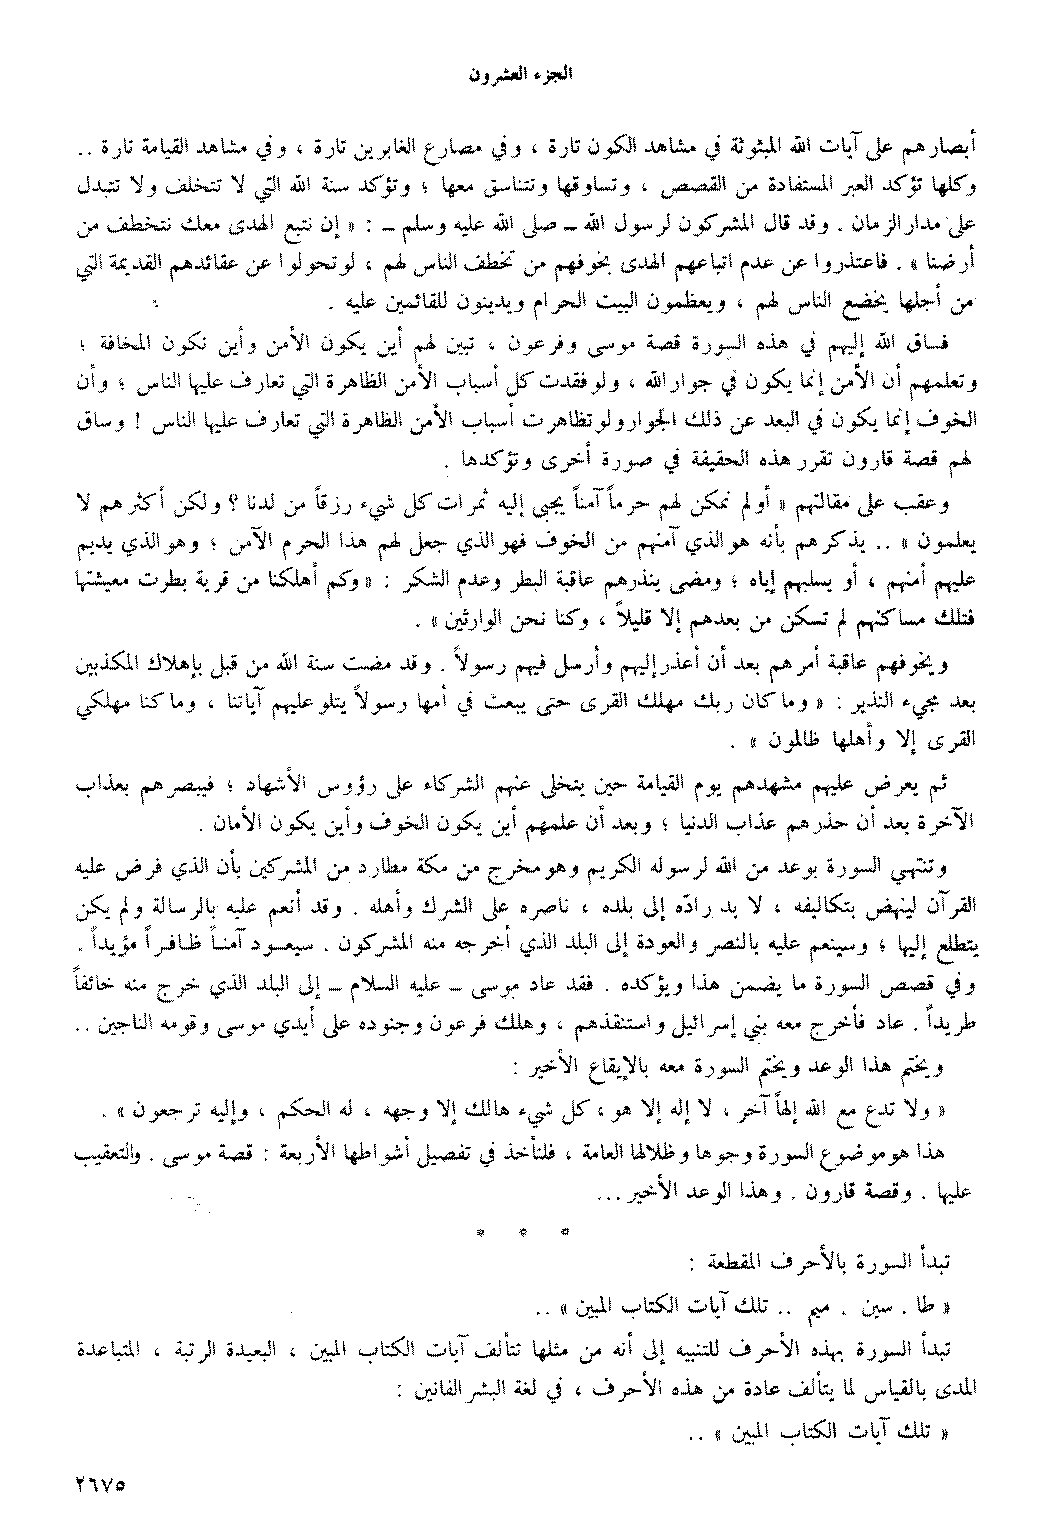 الجزء العشرون
أبصارهم على آيات الله المبثوثة في مشاهد الكون تارة ، وفي مصارع الغابرين تارة ، وفي مشاهد القيامة تارة ..
وكلها تؤكد العبر المستفادة من القصص ، وتساوقها وتتناسق معها ؛ وتؤكد سنة الله التي لا تتخلف ولا تتبدل
على مدار الزمان . وقد قال المشركون لرسول الله – صلى الله عليه وسلم – : « إن نتبع الهدى معك نتخطف من
أرضنا » . فاعتذروا عن عدم اتباعهم الهدى بخوفهم من تخطف الناس لهم ، لو تحولوا عن عقائدهم القديمة التي
من أجلها يخضع الناس لهم ، ويعظمون البيت الحرام ويدينون للقائمين عليه .
فساق الله إليهم في هذه السورة قصة موسى وفرعون ، تبين لهم أين يكون الأمن وأين تكون المخافة ؛
وتعلمهم أن الأمن إنما يكون في جوار الله ، ولو فقدت كل أسباب الأمن الظاهرة التي تعارف عليها الناس ؛ وأن
الخوف إنما يكون في البعد عن ذلك الجوار ولو تظاهرت أسباب الأمن الظاهرة التي تعارف عليها الناس ! وساق
لهم قصة قارون تقرر هذه الحقيقة في صورة أخرى وتؤكدها .
وعقب على مقالتهم « أولم نمكن لهم حرماً آمناً يجبى إليه ثمرات كل شيء رزقاً من لدنا ؟ ولكن أكثرهم لا
يعلمون » .. يذكرهم بأنه هو الذي آمنهم من الخوف فهو الذي جعل لهم هذا الحرم الآمن ؛ وهو الذي يديم
عليهم أمنهم ، أو يسلبهم إياه ؛ ومضى ينذرهم عاقبة البطر وعدم الشكر : « وكم أهلكنا من قرية بطرت معيشتها
فتلك مساكنهم لم تسكن من بعدهم إلا قليلاً ، وكنا نحن الوارثين » .
ويخوفهم عاقبة أمرهم بعد أن أعذر إليهم وأرسل فيهم رسولاً . وقد مضت سنة الله من قبل بإهلاك المكذبين
بعد مجيء النذير : « وما كان ربك مهلك القرى حتى يبعث في أمها رسولاً يتلو عليهم آياتنا ، وما كنا مهلكي
القرى إلا وأهلها ظالمون » .
ثم يعرض عليهم مشهدهم يوم القيامة حين يتخلى عنهم الشركاء على رؤوس الأشهاد ؛ فيبصرهم بعذاب
الآخرة بعد أن حذرهم عذاب الدنيا ؛ وبعد أن علمهم أين يكون الخوف وأين يكون الأمان .
وتنتهي السورة بوعد من الله لرسوله الكريم وهو مخرج من مكة مطارد من المشركين بأن الذي فرض عليه
القرآن لينهض بتكاليفه ، لا بد رادّه إلى بلده ، ناصره على الشرك وأهله . وقد أنعم عليه بالرسالة ولم يكن
يتطلع إليها ؛ وسينعم عليه بالنصر والعودة إلى البلد الذي أخرجه منه المشركون . سيعود آمناً ظافراً مؤيداً .
وفي قصص السورة ما يضمن هذا ويؤكده . فقد عاد موسى – عليه السلام – إلى البلد الذي خرج منه خائفاً
طريداً . عاد فأخرج معه بني إسرائيل واستنقذهم ، وهلك فرعون وجنوده على أيدي موسى وقومه الناجين ..
ويختم هذا الوعد ويختم السورة معه بالإيقاع الأخير :
« ولا تدع مع الله إلهاً آخر ، لا إله إلا هو ، كل شيء هالك إلا وجهه ، له الحكم ، وإليه ترجعون » .
هذا هو موضوع السورة وجوها وظلالها العامة ، فلنأخذ في تفصيل أشواطها الأربعة : قصة موسى . والتعقيب
عليها . وقصة قارون . وهذا الوعد الأخير ...
* * *
تبدأ السورة بالأحرف المقطعة :
« طا . سين . ميم .. تلك آيات الكتاب المبين » ..
تبدأ السورة بهذه الأحرف للتنبيه إلى أنه من مثلها تتألف آيات الكتاب المبين ، البعيدة الرتبة ، المتباعدة
المدى بالقياس لما يتألف عادة من هذه الأحرف ، في لغة البشر الفانين :
« تلك آيات الكتاب المبين » ..
٢٦٧٥